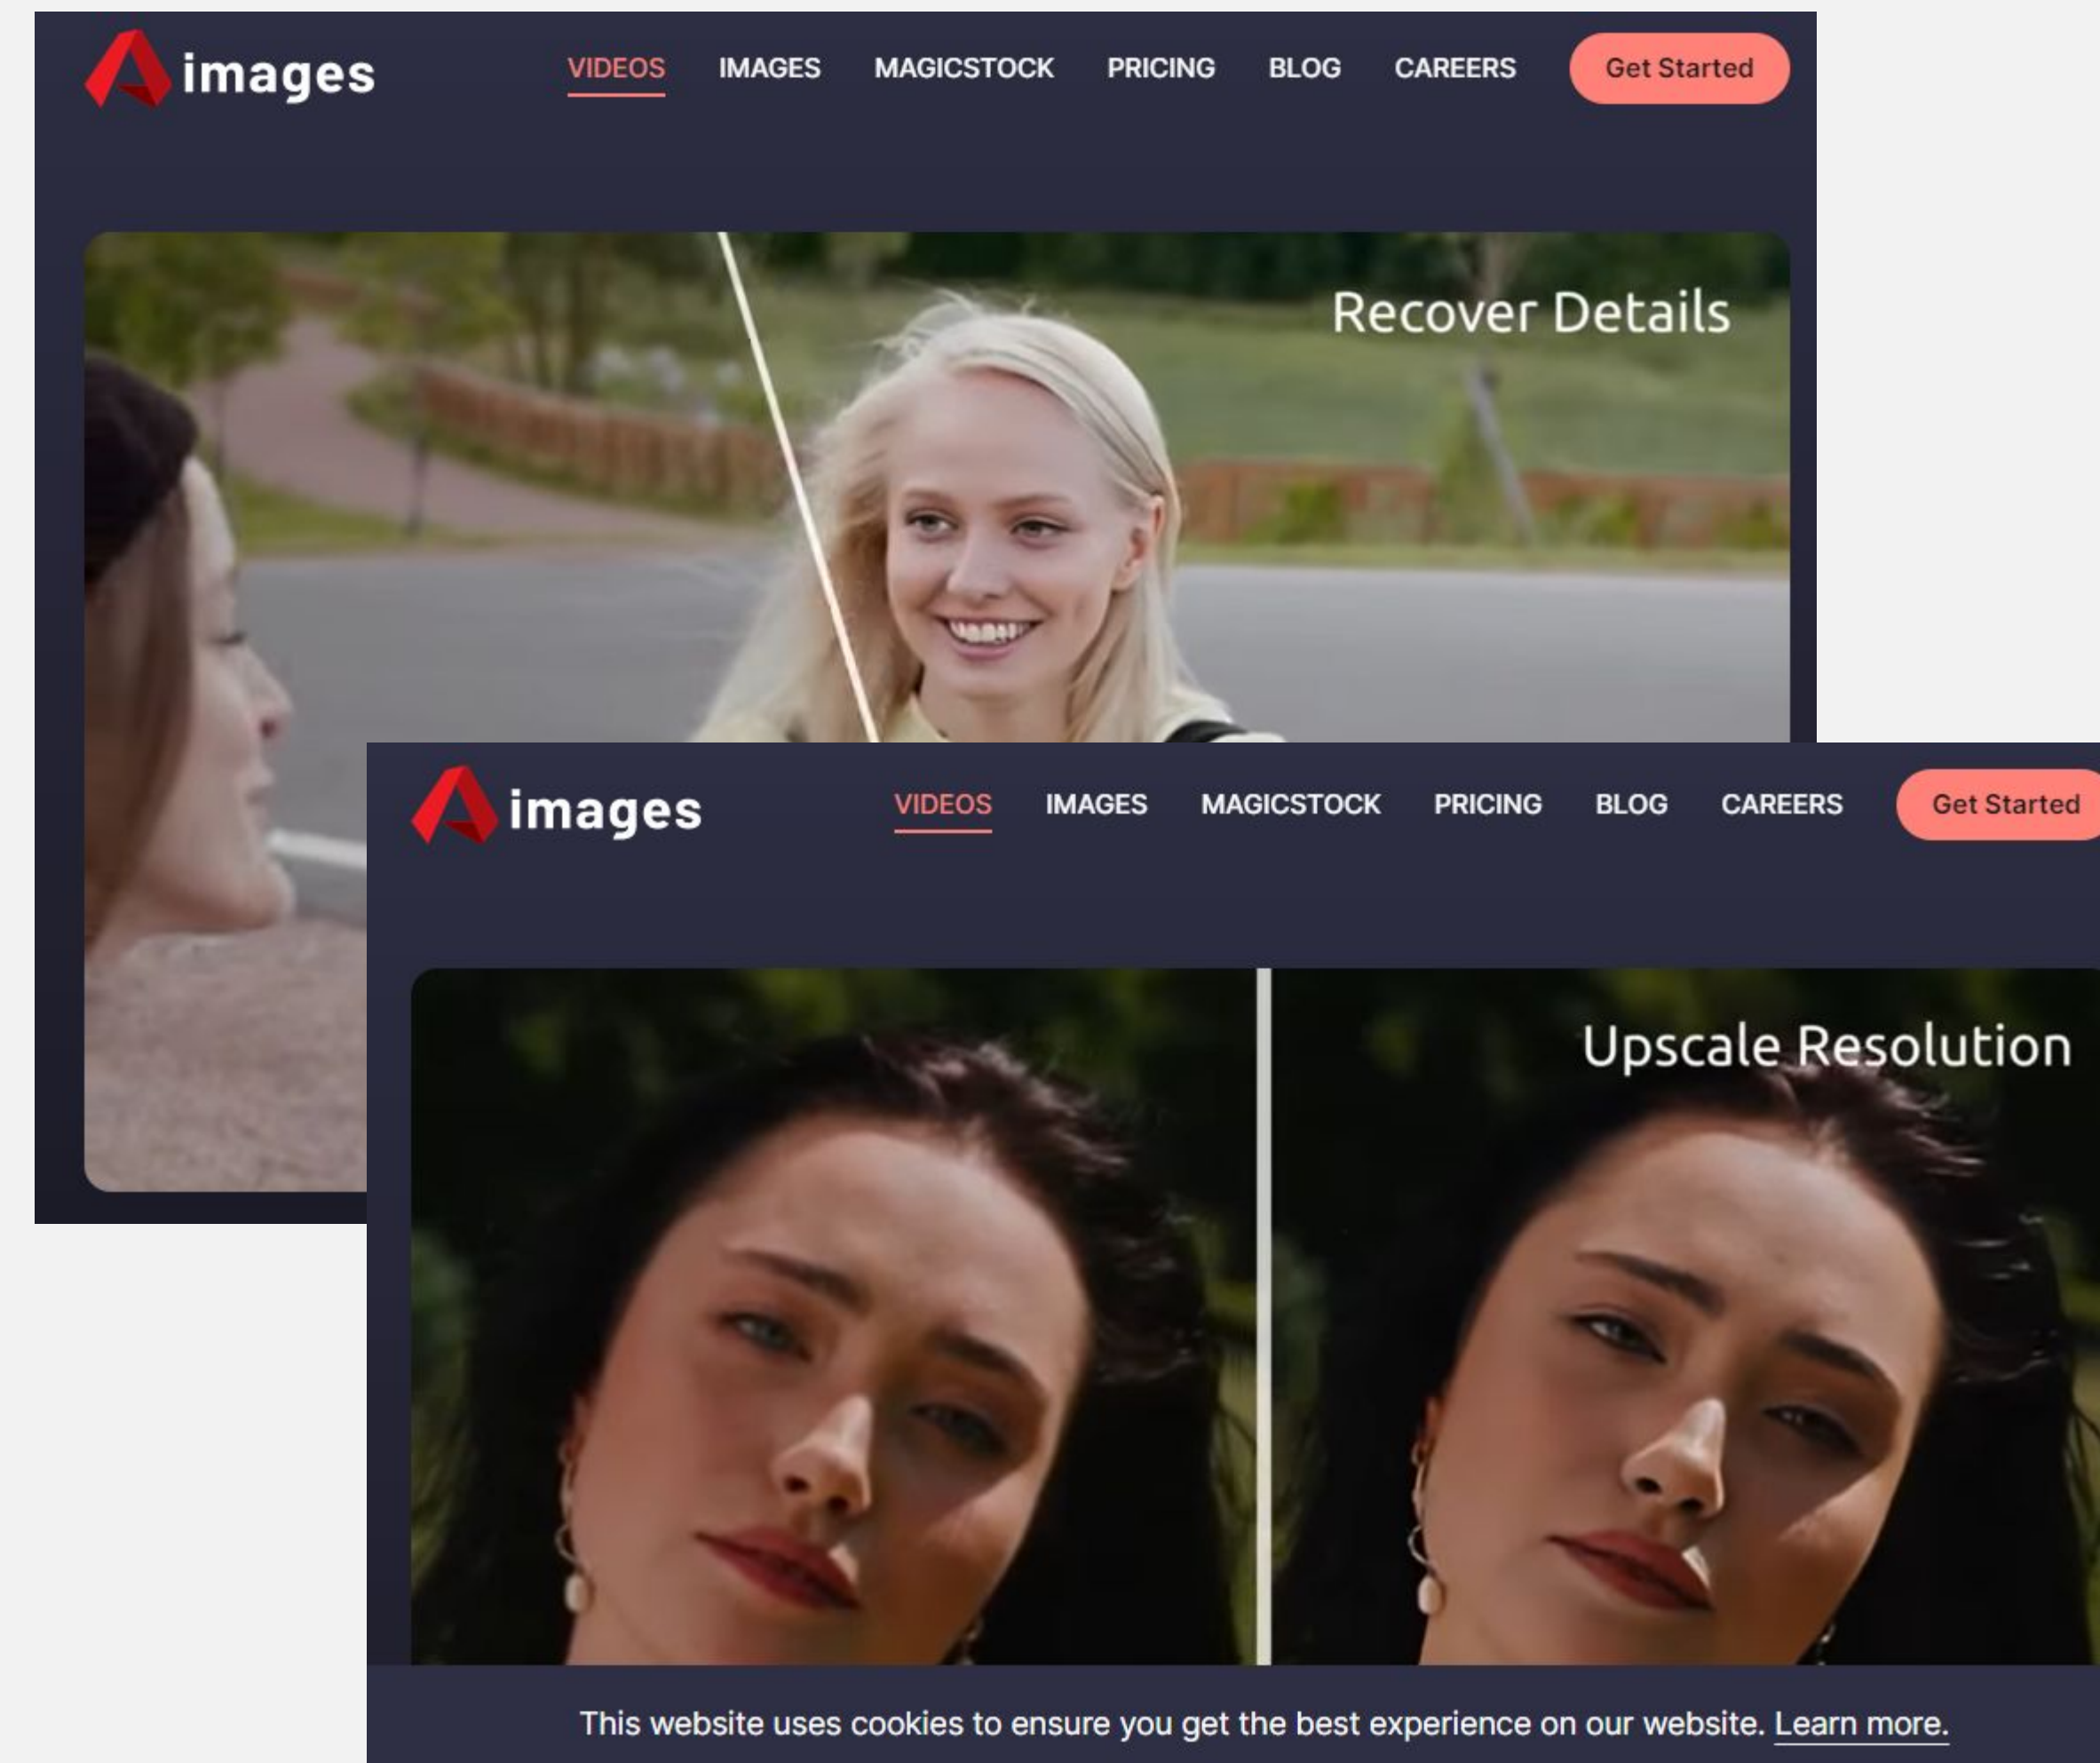 images
VIDEOS IMAGES MAGICSTOCK PRICING BLOG CAREERS Get Started
Recover Details
images
VIDEOS IMAGES MAGICSTOCK PRICING BLOG CAREERS Get Started
Upscale Resolution
This website uses cookies to ensure you get the best experience on our website. Learn more.